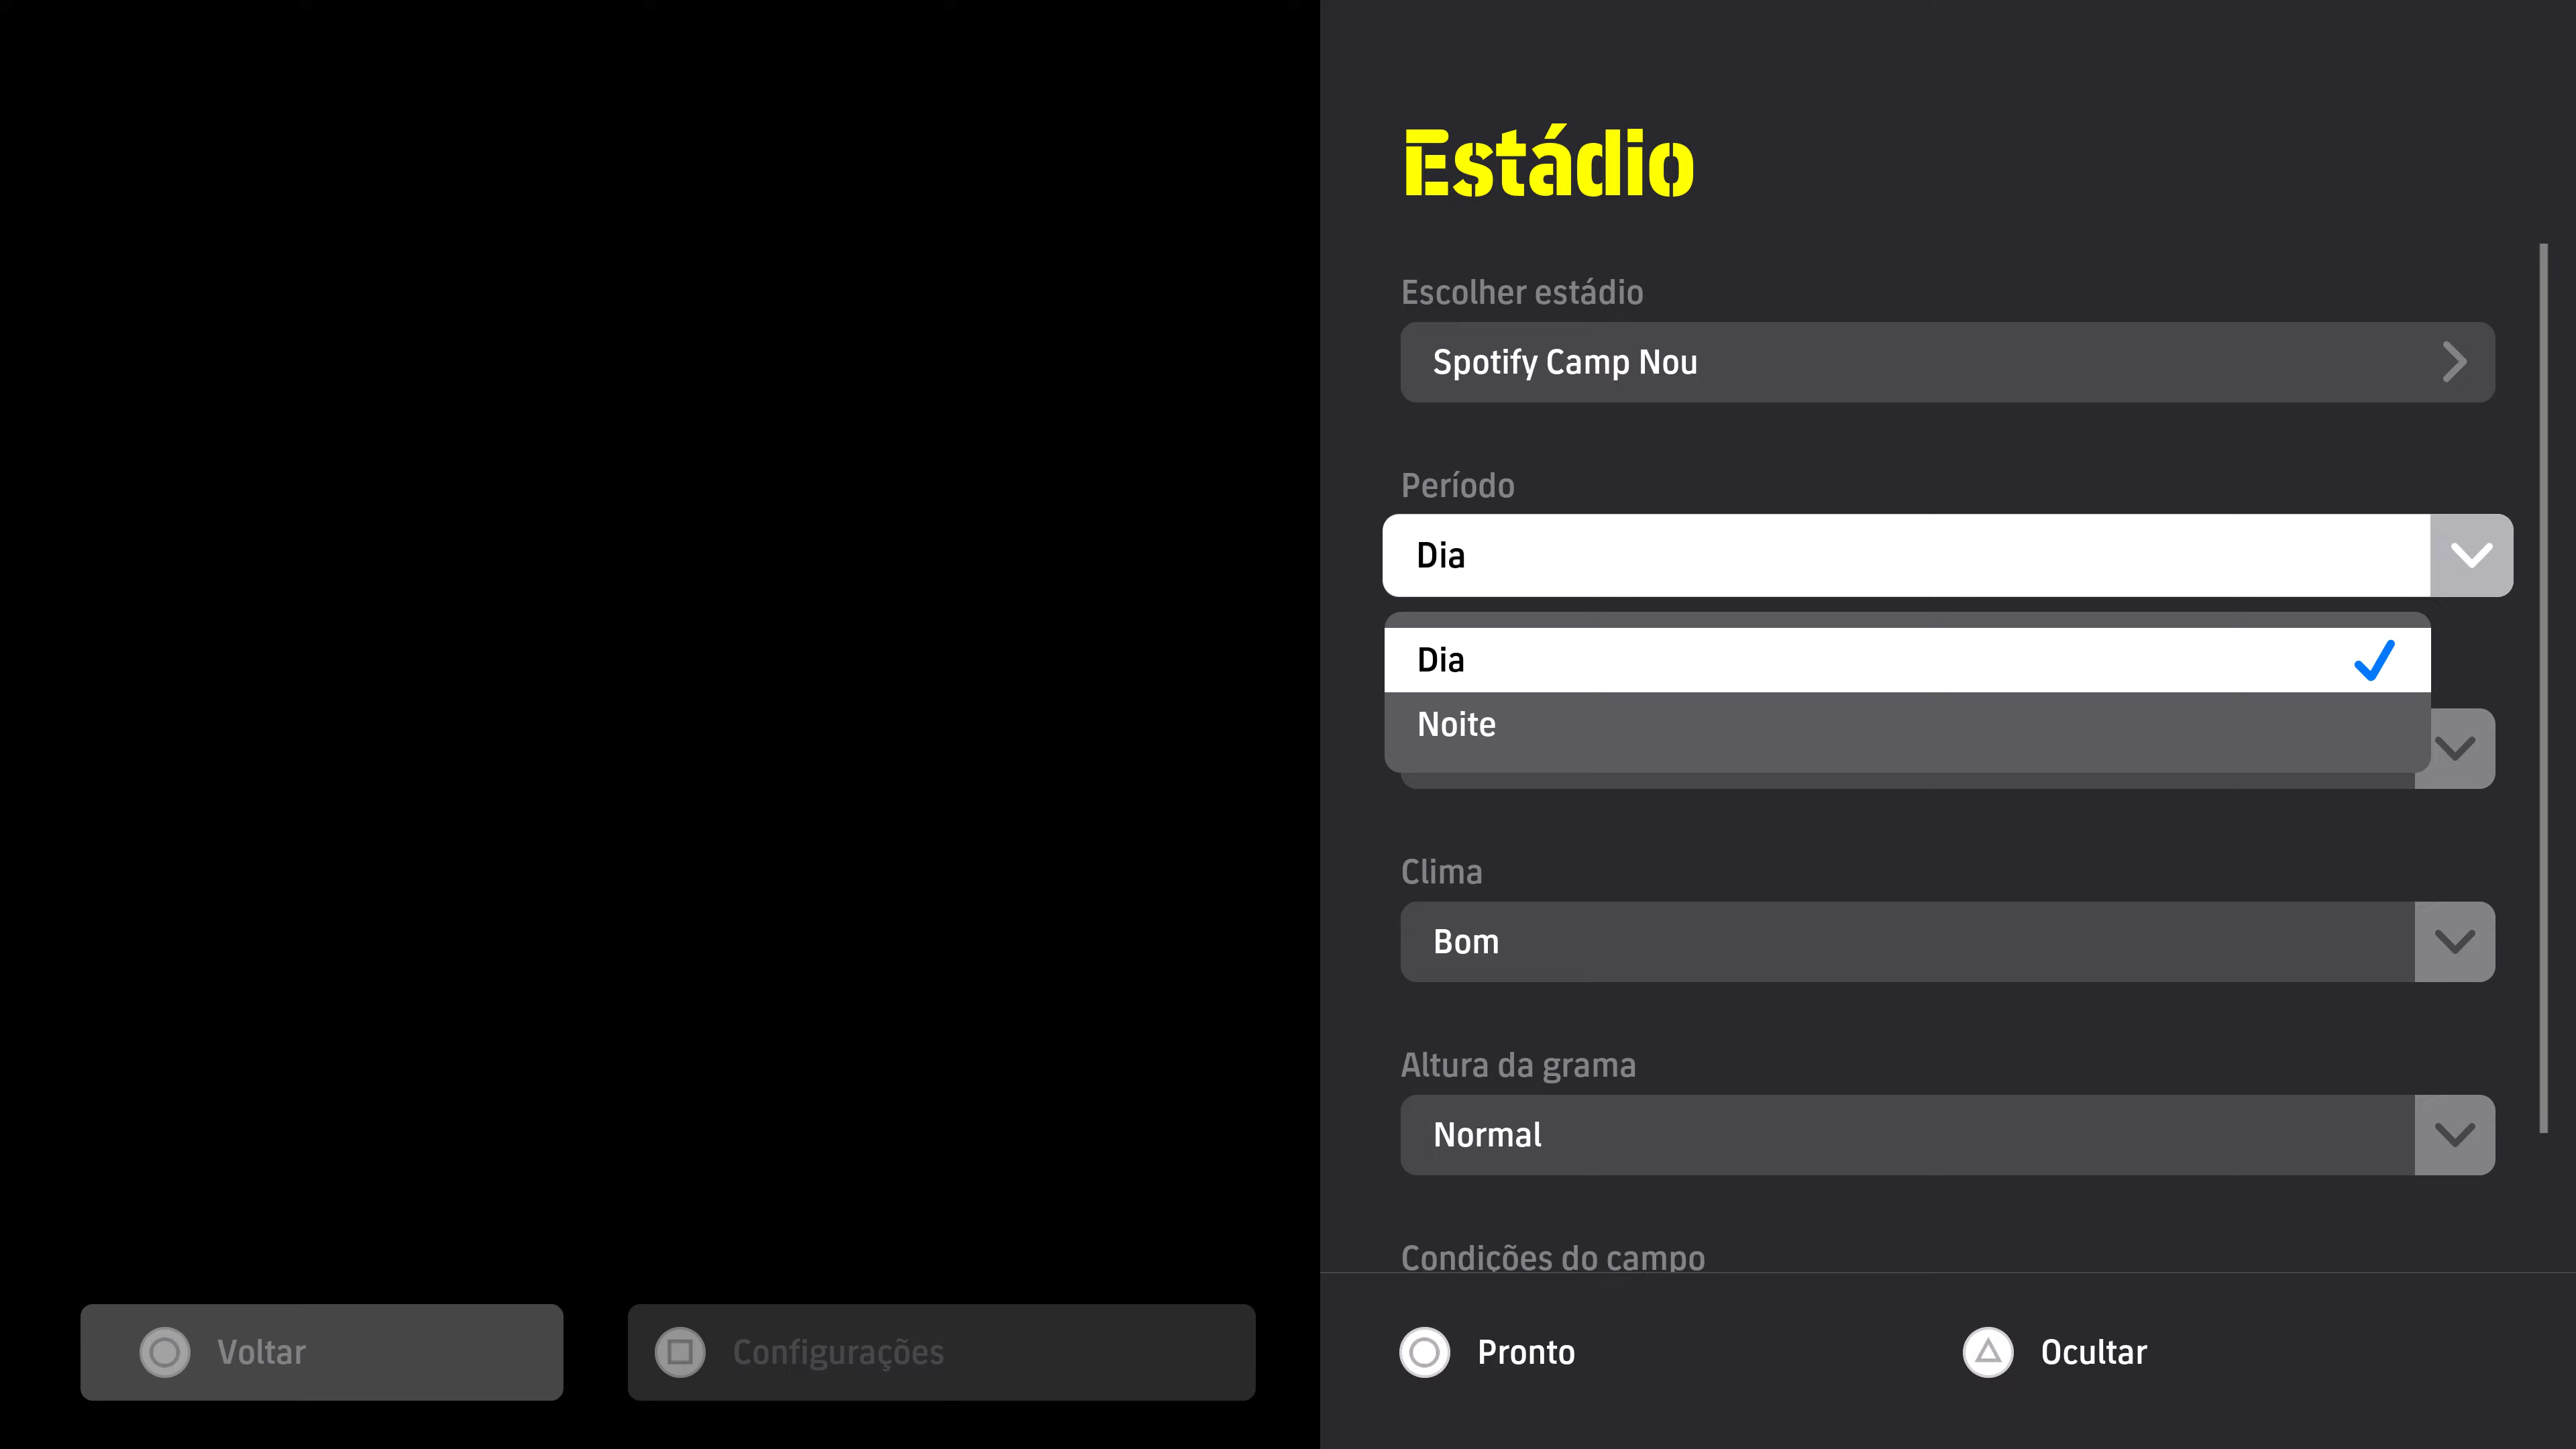 Estádio
Escolher estádio
Spotify Camp Nou
Período
Dia
Dia
Noite
Clima
Bom
Altura da grama
Normal
Condições do campo
Voltar
Configurações
Pronto
Ocultar